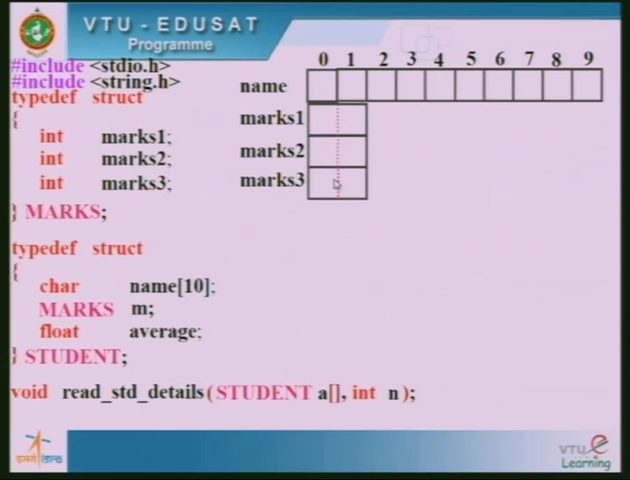 VTU - EDUSAT
Programme
#include <stdio.h>
#include <string.h>
typedef struct
{
int marks1;
int marks2;
int marks3;
} MARKS;
0 1 2 3 4 5 6 7 8 9
name
marks1
marks2
marks3
typedef struct
{
char name[10];
MARKS m;
float average;
} STUDENT;
void read_std_details( STUDENT a[], int n );
VTU e
Learning